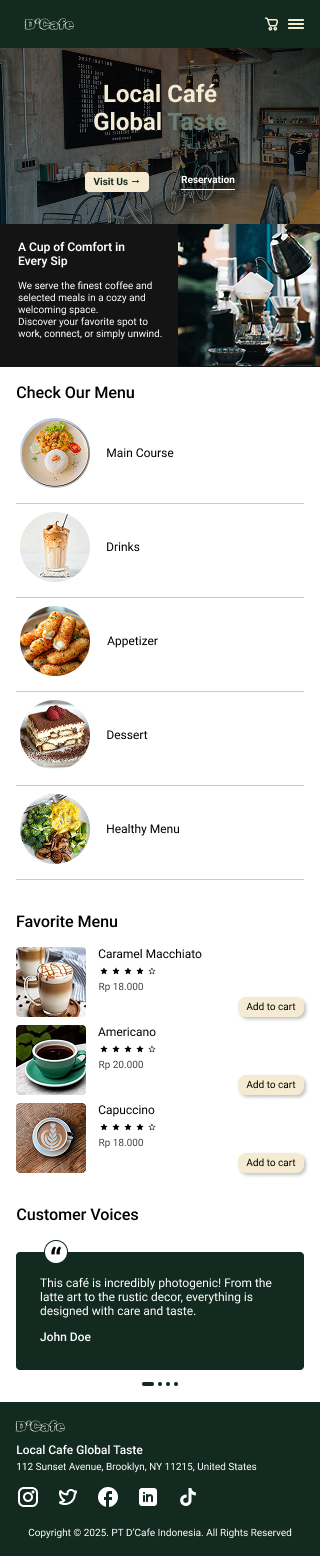 D'Cafe
Local Café
Global Taste
Visit Us →
Reservation
A Cup of Comfort in
Every Sip
We serve the finest coffee and
selected meals in a cozy and
welcoming space.
Discover your favorite spot to
work, connect, or simply unwind.
Check Our Menu
Main Course
Drinks
Appetizer
Dessert
Healthy Menu
Favorite Menu
Caramel Macchiato
Rp 18.000
Add to cart
Americano
Rp 20.000
Add to cart
Capuccino
Rp 18.000
Add to cart
Customer Voices
“
This café is incredibly photogenic! From the
latte art to the rustic decor, everything is
designed with care and taste.
John Doe
D'Cafe
Local Cafe Global Taste
112 Sunset Avenue, Brooklyn, NY 11215, United States
Copyright © 2025. PT D'Cafe Indonesia. All Rights Reserved